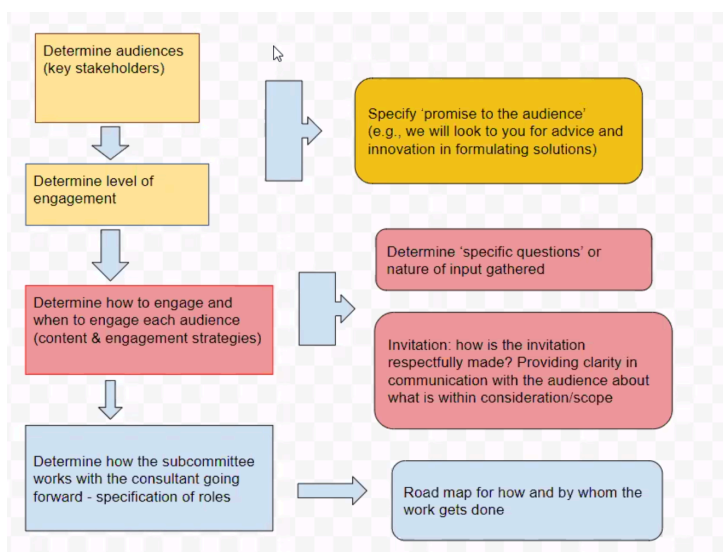 Determine audiences
(key stakeholders)
Specify ‘promise to the audience’
(e.g., we will look to you for advice and
innovation in formulating solutions)
Determine level of
engagement
Determine ‘specific questions’ or
nature of input gathered
Determine how to engage and
when to engage each audience
(content & engagement strategies)
Invitation: how is the invitation
respectfully made? Providing clarity in
communication with the audience about
what is within consideration/scope
Determine how the subcommittee
works with the consultant going
forward - specification of roles
Road map for how and by whom the
work gets done